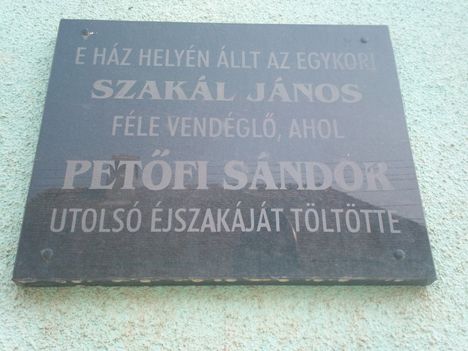 E HÁZ HELYÉN ÁLLT AZ EGYKORI
SZAKÁL JÁNOS
FÉLE VENDÉGLŐ, AHOL
PETŐFI SÁNDOR
UTOLSÓ ÉJSZAKÁJÁT TÖLTÖTTE